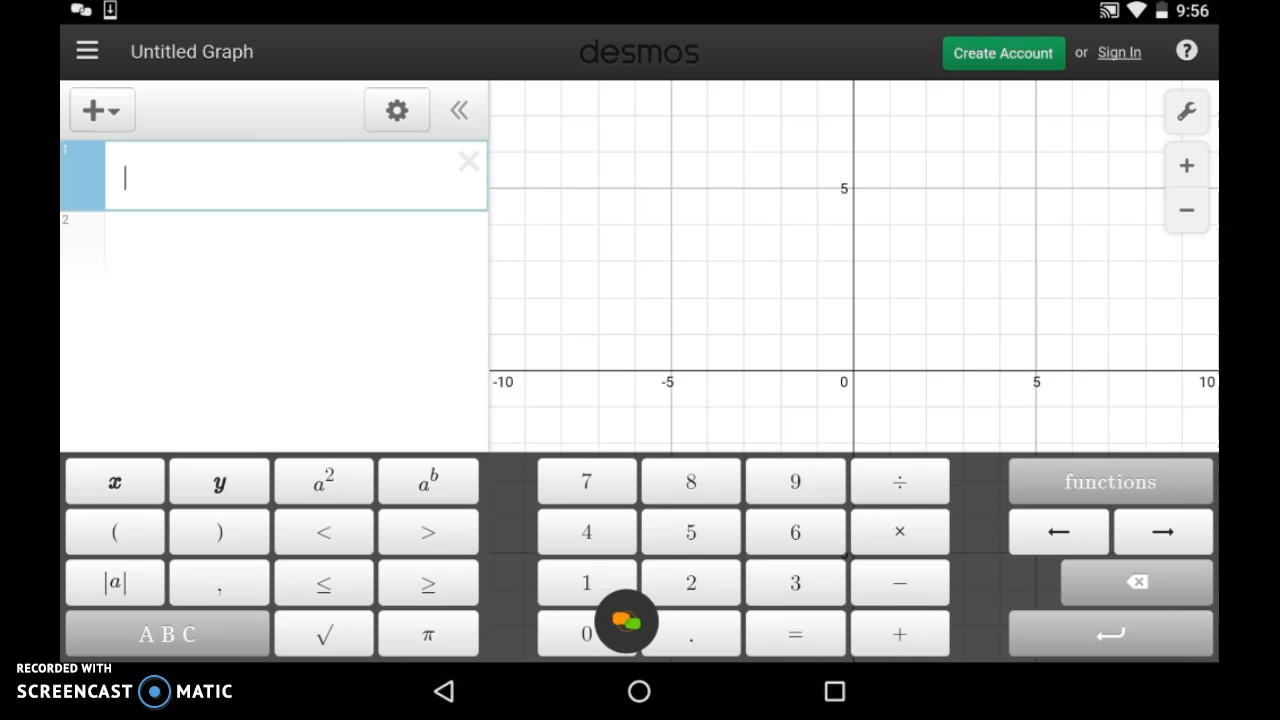 9:56
Untitled Graph
desmos
Create Account or Sign In ?
1
2
5
-10 -5 0 5 10
x y a² aᵇ 7 8 9 ÷ functions
( ) < > 4 5 6 × ← →
|a| , ≤ ≥ 1 2 3 −
A B C √ π 0 . = +
RECORDED WITH
SCREENCAST MATIC